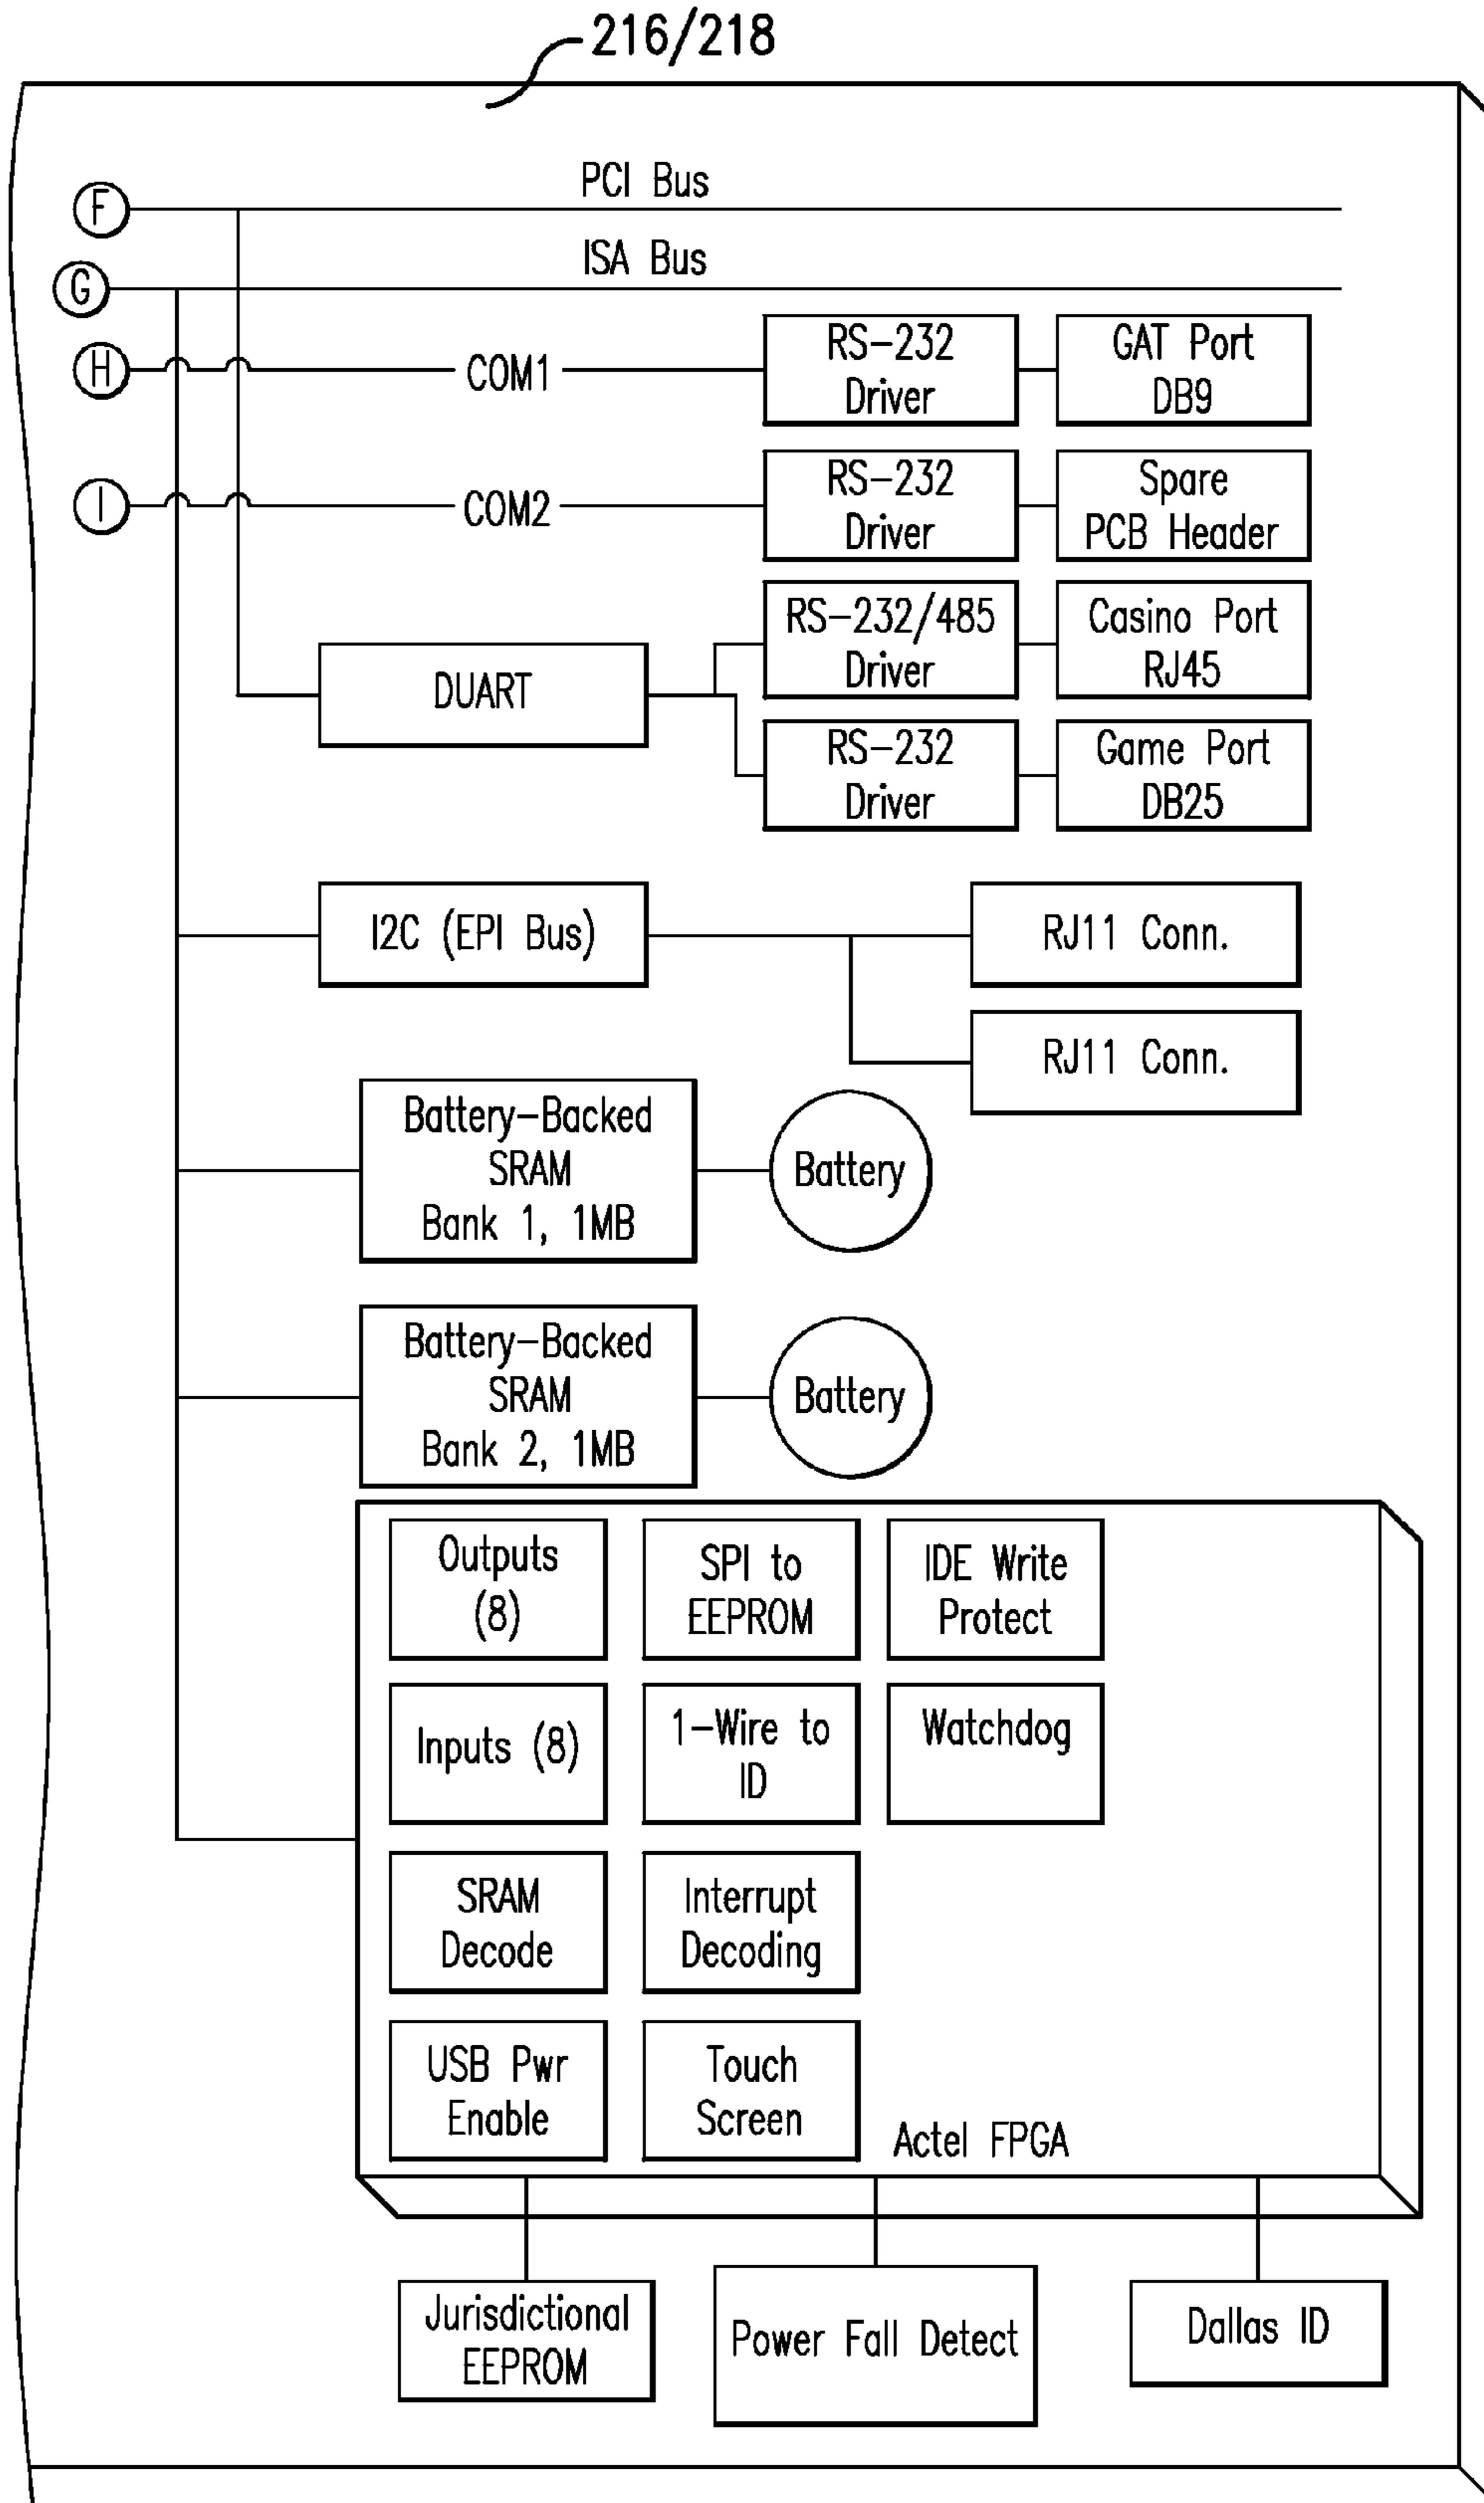 216/218
PCI Bus
F
ISA Bus
G
H
COM1
RS-232
Driver
GAT Port
DB9
I
COM2
RS-232
Driver
Spare
PCB Header
DUART
RS-232/485
Driver
Casino Port
RJ45
RS-232
Driver
Game Port
DB25
I2C (EPI Bus)
RJ11 Conn.
RJ11 Conn.
Battery-Backed
SRAM
Bank 1, 1MB
Battery
Battery-Backed
SRAM
Bank 2, 1MB
Battery
Outputs
(8)
SPI to
EEPROM
IDE Write
Protect
Inputs (8)
1-Wire to
ID
Watchdog
SRAM
Decode
Interrupt
Decoding
USB Pwr
Enable
Touch
Screen
Actel FPGA
Jurisdictional
EEPROM
Power Fall Detect
Dallas ID